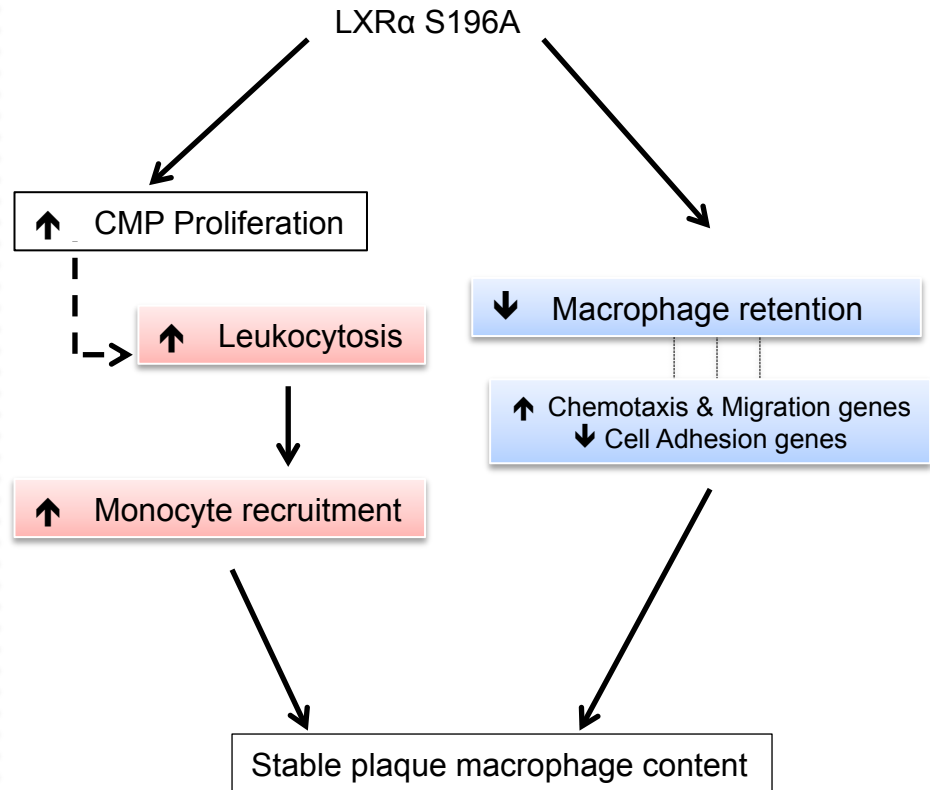 LXRα S196A
↑ CMP Proliferation
↑ Leukocytosis
↑ Monocyte recruitment
↓ Macrophage retention
↑ Chemotaxis & Migration genes
↓ Cell Adhesion genes
Stable plaque macrophage content